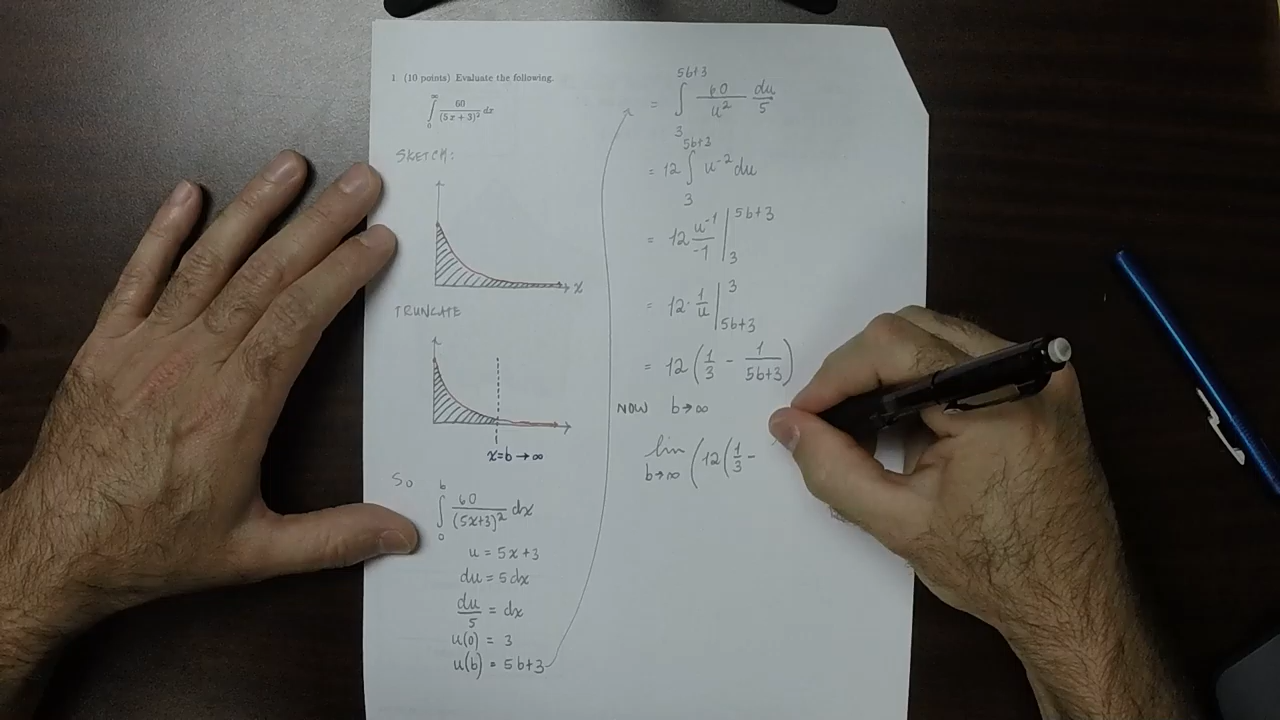 1. (10 points) Evaluate the following.
∫₀^∞ 60/(5x + 3)² dx
SKETCH:
x
TRUNCATE
x=b→∞
So
∫₀^b 60/(5x+3)² dx
u = 5x+3
du = 5dx
du/5 = dx
u(0) = 3
u(b) = 5b+3
= ∫₃^(5b+3) 60/u² du/5
= 12 ∫₃^(5b+3) u⁻² du
= 12 u⁻¹/-1 |₃^(5b+3)
= 12· 1/u |_(5b+3)^3
= 12 (1/3 - 1/(5b+3))
NOW b→∞
lim b→∞ (12(1/3 -